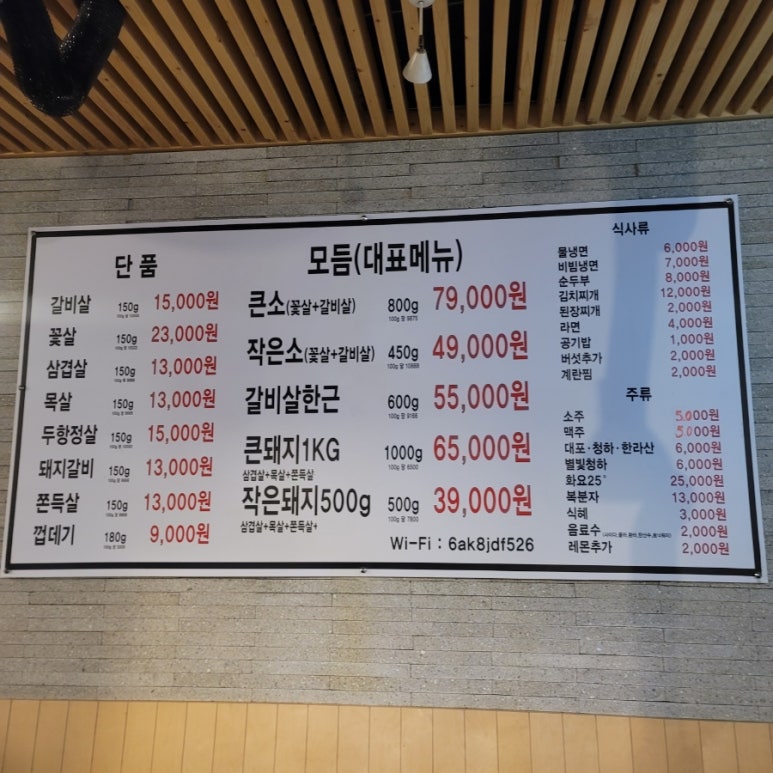 단 품
갈비살 150g 15,000원
꽃살 150g 23,000원
삼겹살 150g 13,000원
목살 150g 13,000원
두항정살 150g 15,000원
돼지갈비 150g 13,000원
쫀득살 150g 13,000원
껍데기 180g 9,000원
모듬(대표메뉴)
큰소(꽃살+갈비살) 800g 79,000원
100g 당 9875
작은소(꽃살+갈비살) 450g 49,000원
100g 당 10888
갈비살한근 600g 55,000원
100g 당 9166
큰돼지1KG 1000g 65,000원
삼겹살+목살+쫀득살 100g 당 6500
작은돼지500g 500g 39,000원
삼겹살+목살+쫀득살+ 100g 당 7800
Wi-Fi : 6ak8jdf526
식사류
물냉면 6,000원
비빔냉면 7,000원
순두부 8,000원
김치찌개 12,000원
된장찌개 2,000원
라면 4,000원
공기밥 1,000원
버섯추가 2,000원
계란찜 2,000원
주류
소주 5,000원
맥주 5,000원
대포·청하·한라산 6,000원
별빛청하 6,000원
화요25° 25,000원
복분자 13,000원
식혜 3,000원
음료수 2,000원
레몬추가 2,000원